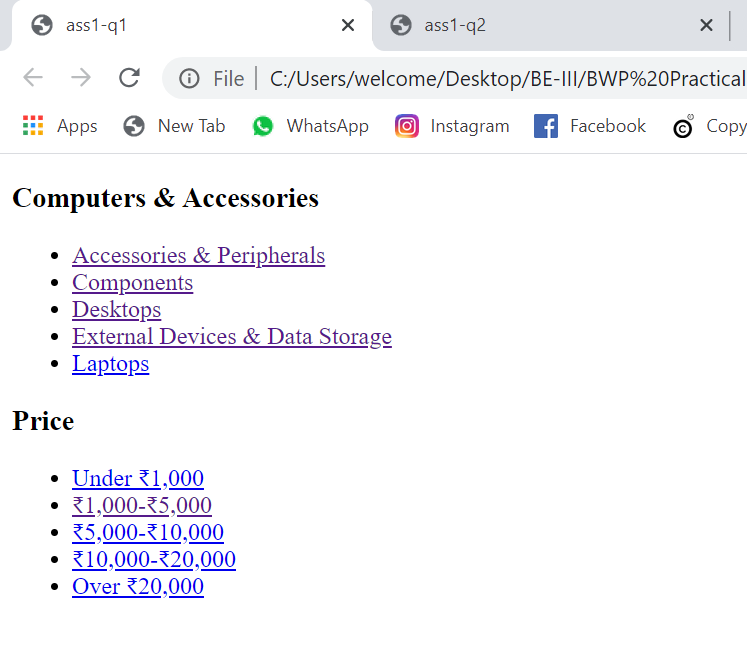 ass1-q1 ass1-q2
File C:/Users/welcome/Desktop/BE-III/BWP%20Practical
Apps New Tab WhatsApp Instagram Facebook Copy
Computers & Accessories
Accessories & Peripherals
Components
Desktops
External Devices & Data Storage
Laptops
Price
Under ₹1,000
₹1,000-₹5,000
₹5,000-₹10,000
₹10,000-₹20,000
Over ₹20,000